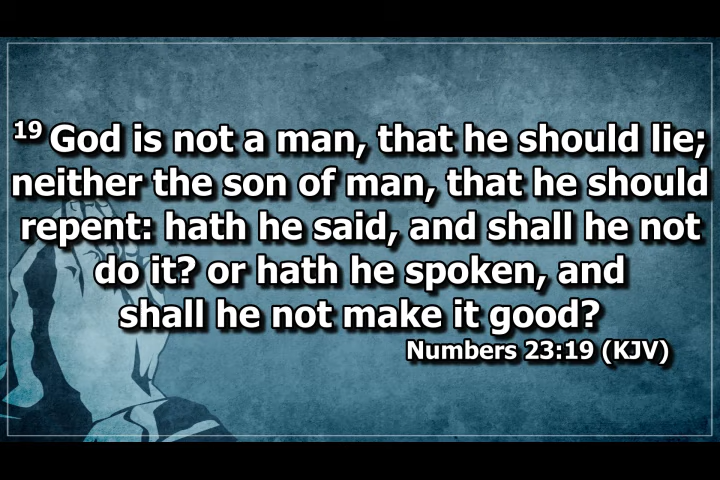 19 God is not a man, that he should lie;
neither the son of man, that he should
repent: hath he said, and shall he not
do it? or hath he spoken, and
shall he not make it good?
Numbers 23:19 (KJV)